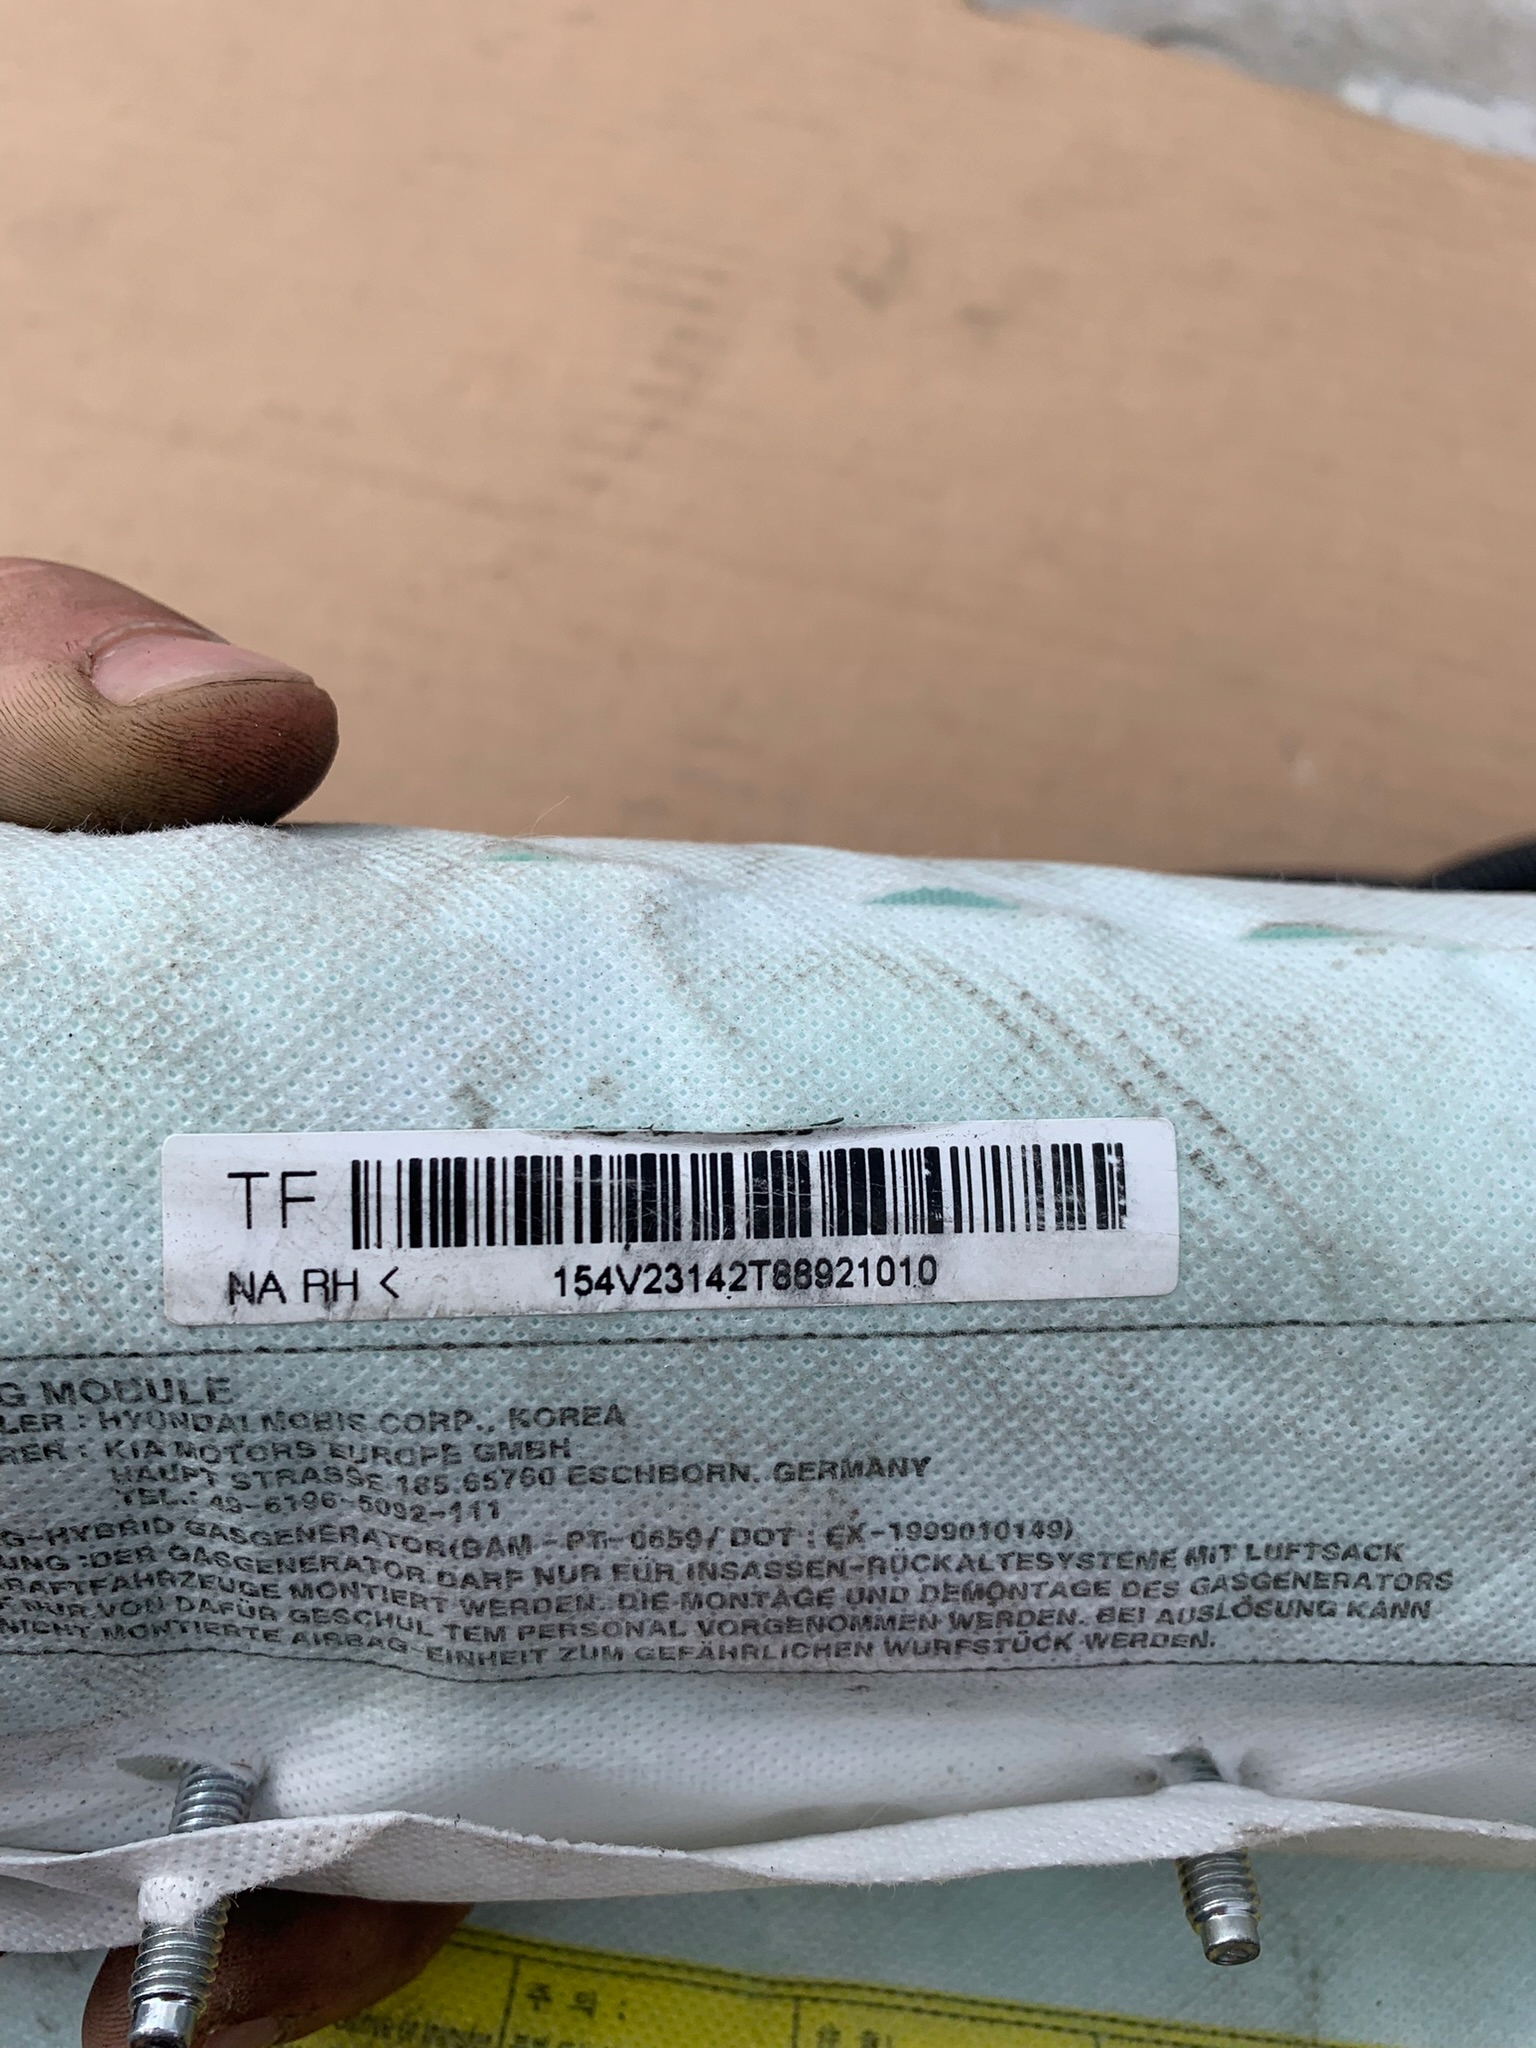 TF
NA RH < 154V23142T88921010
G MODULE
LER : HYUNDAI MOBIS CORP., KOREA
RER : KIA MOTORS EUROPE GMBH
HAUPT STRASSE 185.65760 ESCHBORN. GERMANY
TEL.: 49-6196-5092-111
G-HYBRID GASGENERATOR(BAM - PT- 0659/ DOT : EX-1999010149)
UNG :DER GASGENERATOR DARF NUR FÜR INSASSEN-RÜCKALTESYSTEME MIT LUFTSACK
RAFTFAHRZEUGE MONTIERT WERDEN. DIE MONTAGE UND DEMONTAGE DES GASGENERATORS
F NUR VON DAFÜR GESCHUL TEM PERSONAL VORGENOMMEN WERDEN. BEI AUSLÖSUNG KANN
NICHT MONTIERTE AIRBAG-EINHEIT ZUM GEFÄHRLICHEN WURFSTÜCK WERDEN.
주 의 :